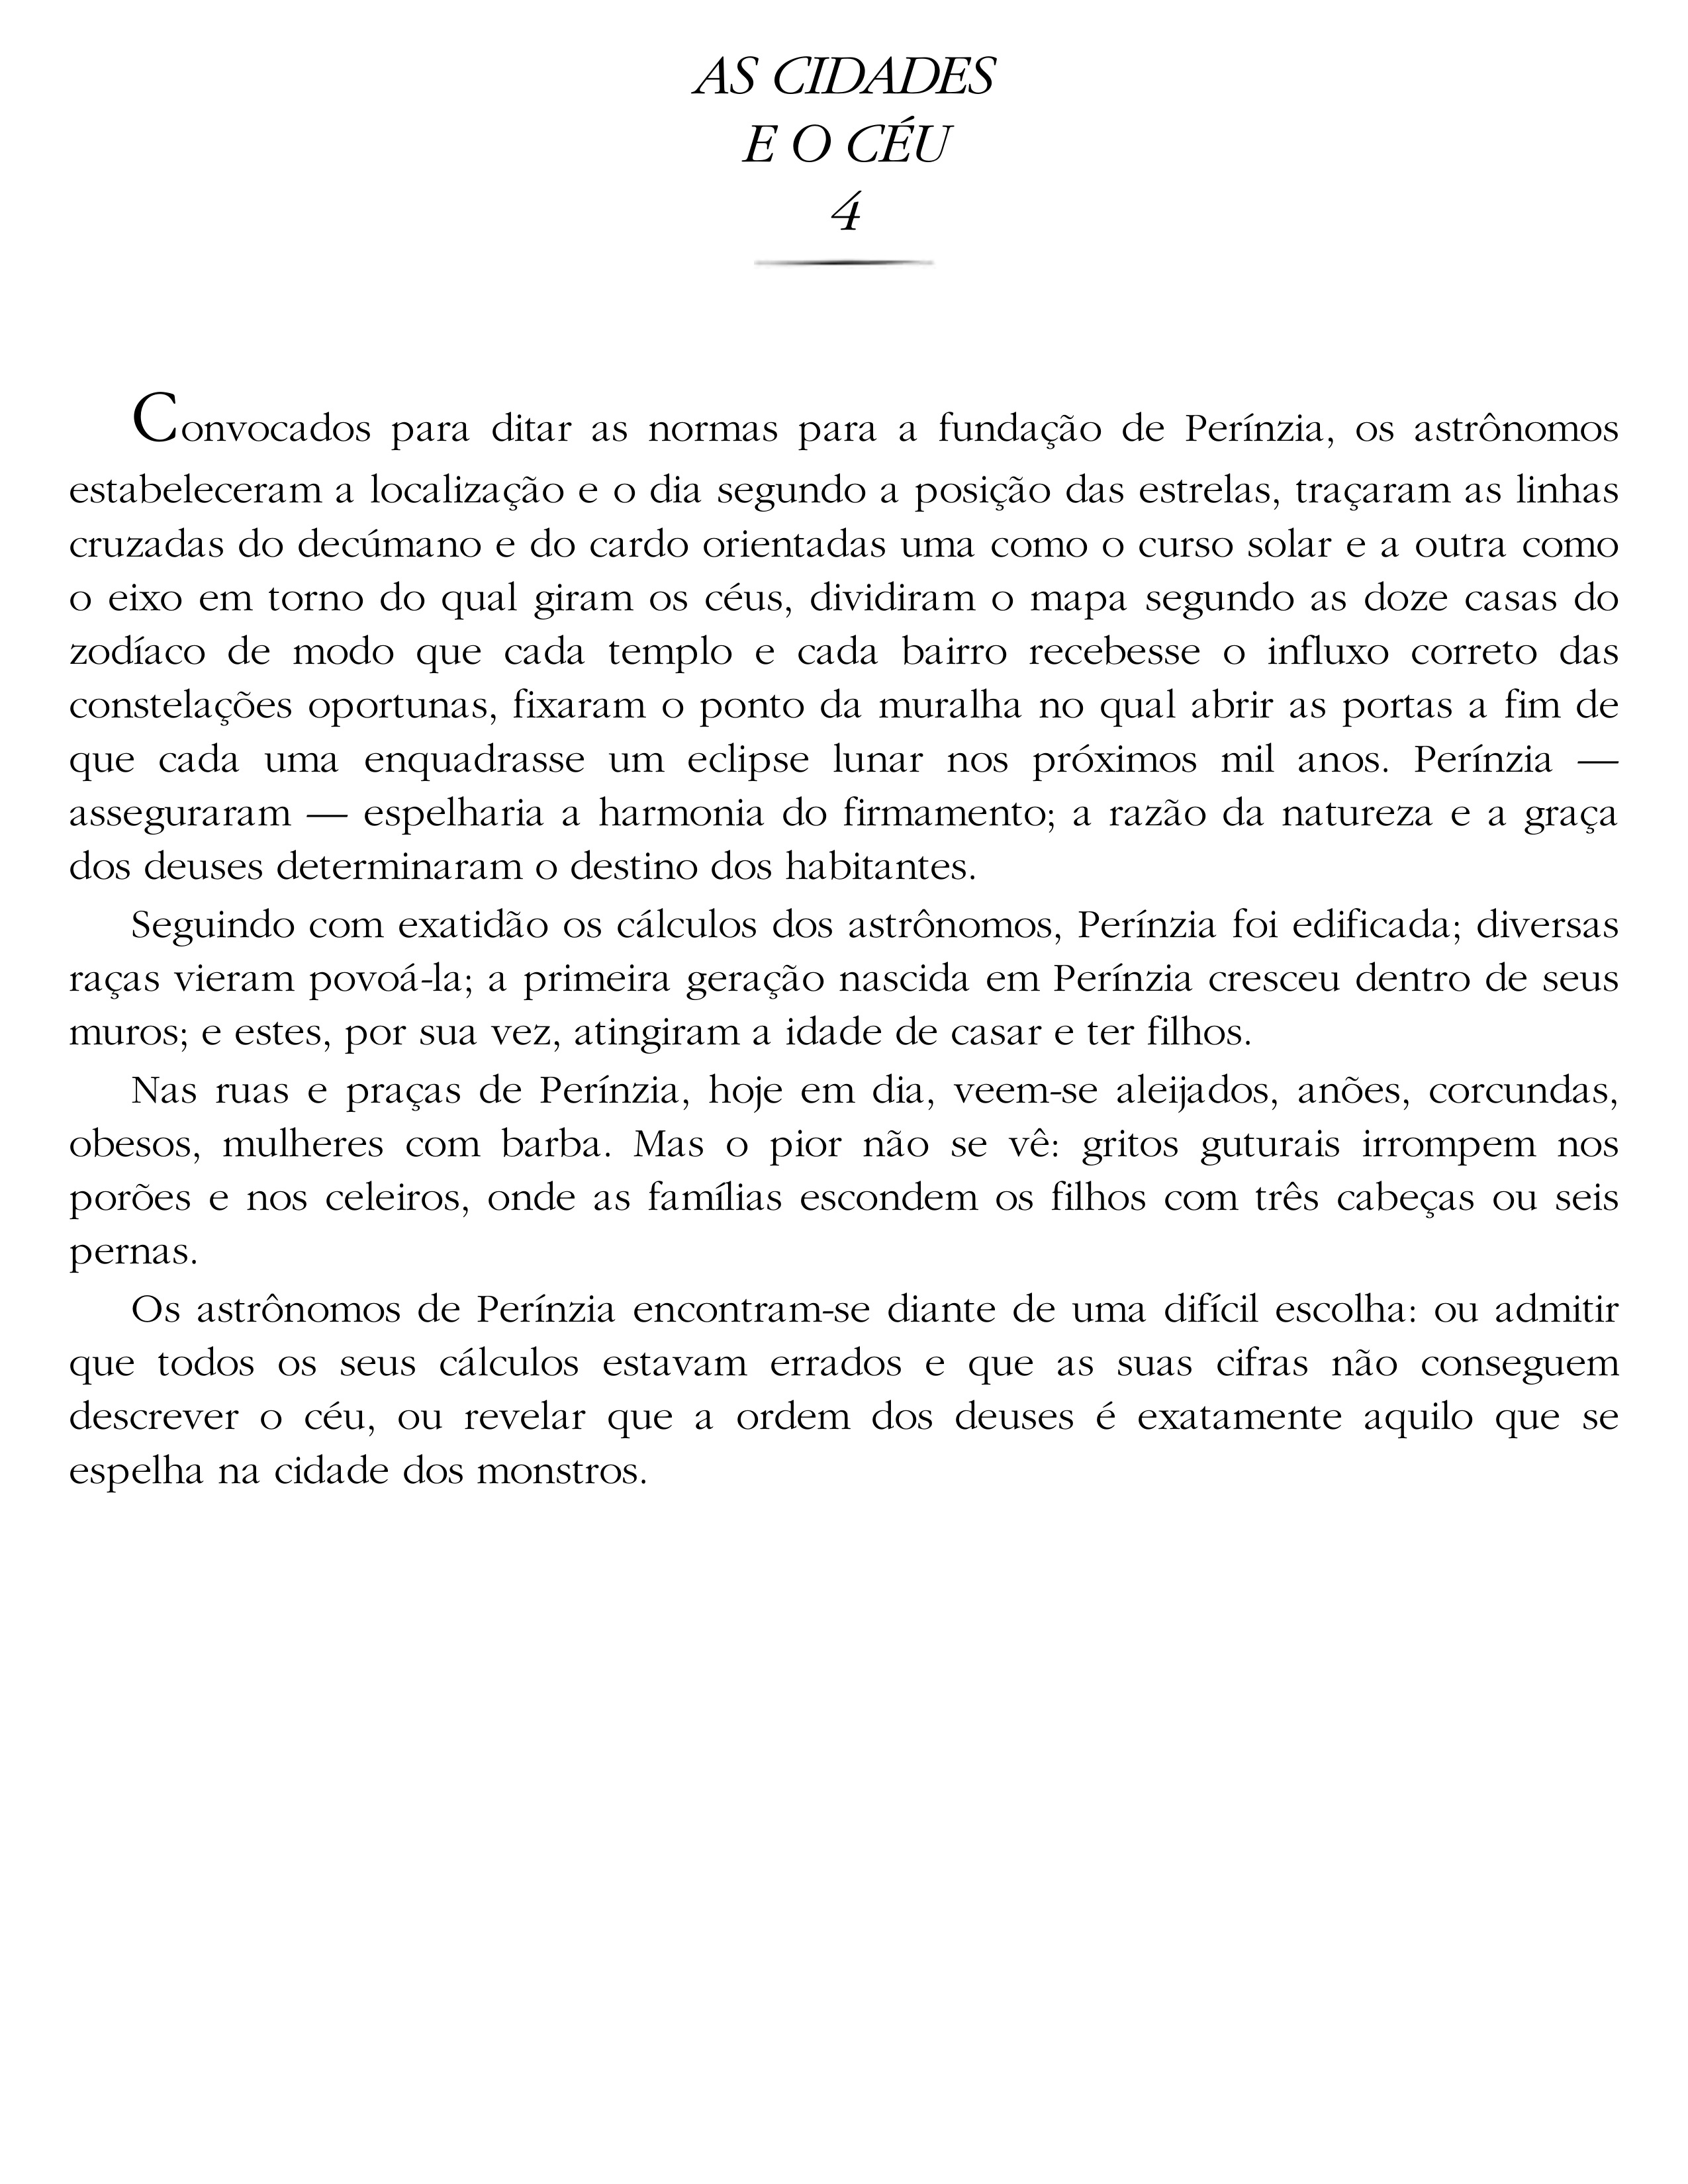 AS CIDADES
E O CÉU
4
Convocados para ditar as normas para a fundação de Perínzia, os astrônomos
estabeleceram a localização e o dia segundo a posição das estrelas, traçaram as linhas
cruzadas do decúmano e do cardo orientadas uma como o curso solar e a outra como
o eixo em torno do qual giram os céus, dividiram o mapa segundo as doze casas do
zodíaco de modo que cada templo e cada bairro recebesse o influxo correto das
constelações oportunas, fixaram o ponto da muralha no qual abrir as portas a fim de
que cada uma enquadrasse um eclipse lunar nos próximos mil anos. Perínzia —
asseguraram — espelharia a harmonia do firmamento; a razão da natureza e a graça
dos deuses determinaram o destino dos habitantes.
Seguindo com exatidão os cálculos dos astrônomos, Perínzia foi edificada; diversas
raças vieram povoá-la; a primeira geração nascida em Perínzia cresceu dentro de seus
muros; e estes, por sua vez, atingiram a idade de casar e ter filhos.
Nas ruas e praças de Perínzia, hoje em dia, veem-se aleijados, anões, corcundas,
obesos, mulheres com barba. Mas o pior não se vê: gritos guturais irrompem nos
porões e nos celeiros, onde as famílias escondem os filhos com três cabeças ou seis
pernas.
Os astrônomos de Perínzia encontram-se diante de uma difícil escolha: ou admitir
que todos os seus cálculos estavam errados e que as suas cifras não conseguem
descrever o céu, ou revelar que a ordem dos deuses é exatamente aquilo que se
espelha na cidade dos monstros.